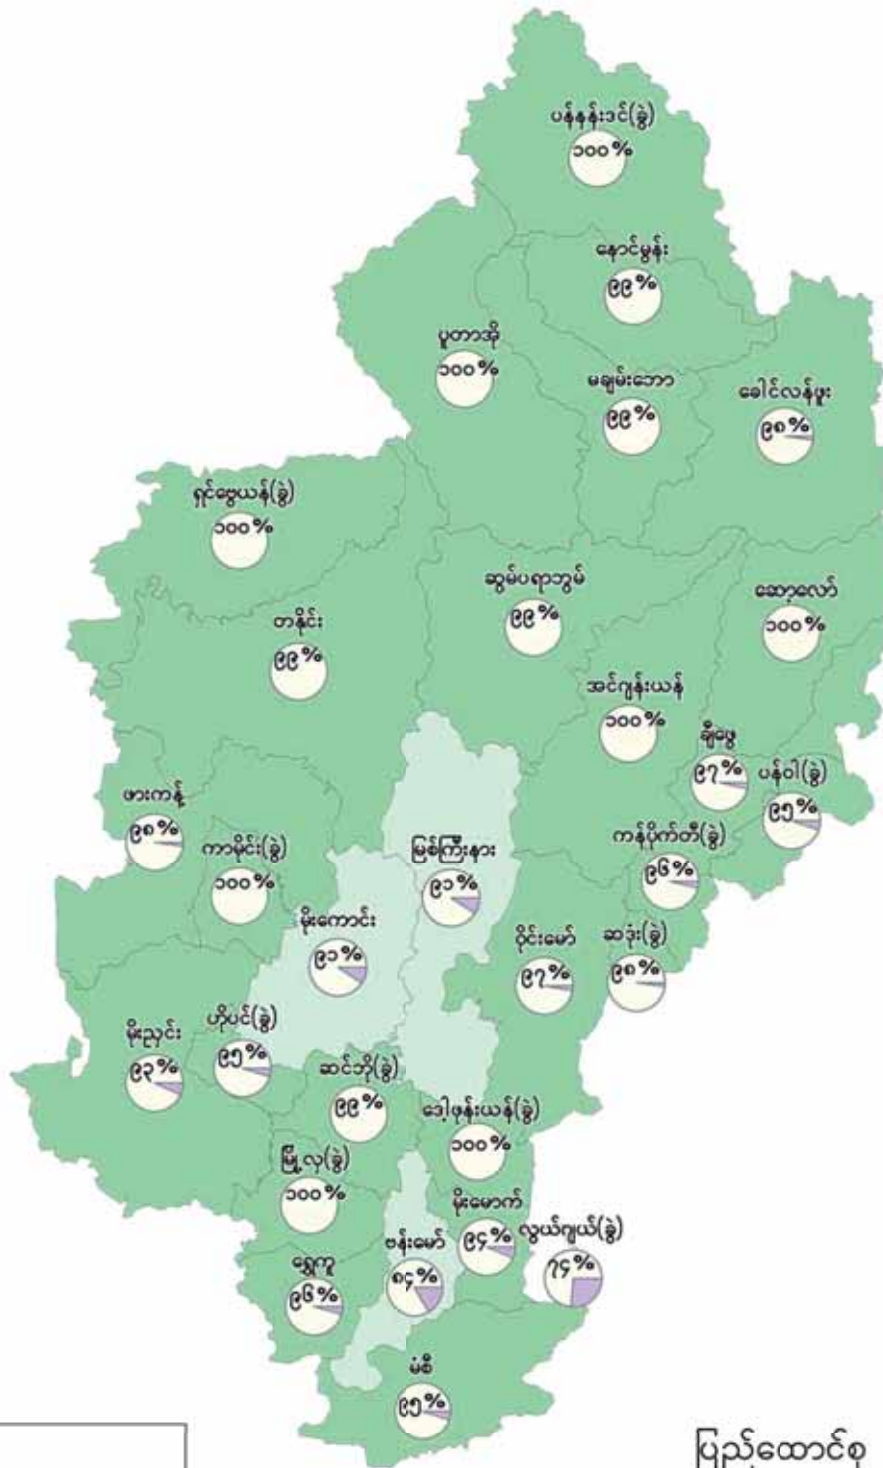 ပန်နန်းဒင်(ခွဲ)
၁၀၀%
နောင်မွန်း
၉၉%
ပူတာအို
၁၀၀%
မချမ်းဘော
၉၉%
ခေါင်လန်ဖူး
၉၈%
ရှင်ဗွေယန်(ခွဲ)
၁၀၀%
ဆွမ်ပရာဘွမ်
၉၉%
ဆော့လော်
၁၀၀%
တနိုင်း
၉၉%
အင်ဂျန်းယန်
၁၀၀%
ချီဖွေ
၉၇%
ပန်ဝါ(ခွဲ)
၉၅%
ဖားကန့်
၉၈%
ကာမိုင်း(ခွဲ)
၁၀၀%
မြစ်ကြီးနား
၉၁%
ကန်ပိုက်တီ(ခွဲ)
၉၆%
မိုးကောင်း
၉၁%
ဝိုင်းမော်
၉၇%
ဆဒုံး(ခွဲ)
၉၈%
မိုးညှင်း
၉၃%
ဟိုပင်(ခွဲ)
၉၅%
ဆင်ဘို(ခွဲ)
၉၉%
ဒေါ့ဖုန်းယန်(ခွဲ)
၁၀၀%
မြို့လှ(ခွဲ)
၁၀၀%
မိုးမောက်
၉၄%
လွယ်ဂျယ်(ခွဲ)
၇၄%
ဗန်းမော်
၈၄%
ရွှေကူ
၉၆%
မံစီ
၉၅%
ပြည်ထောင်စု